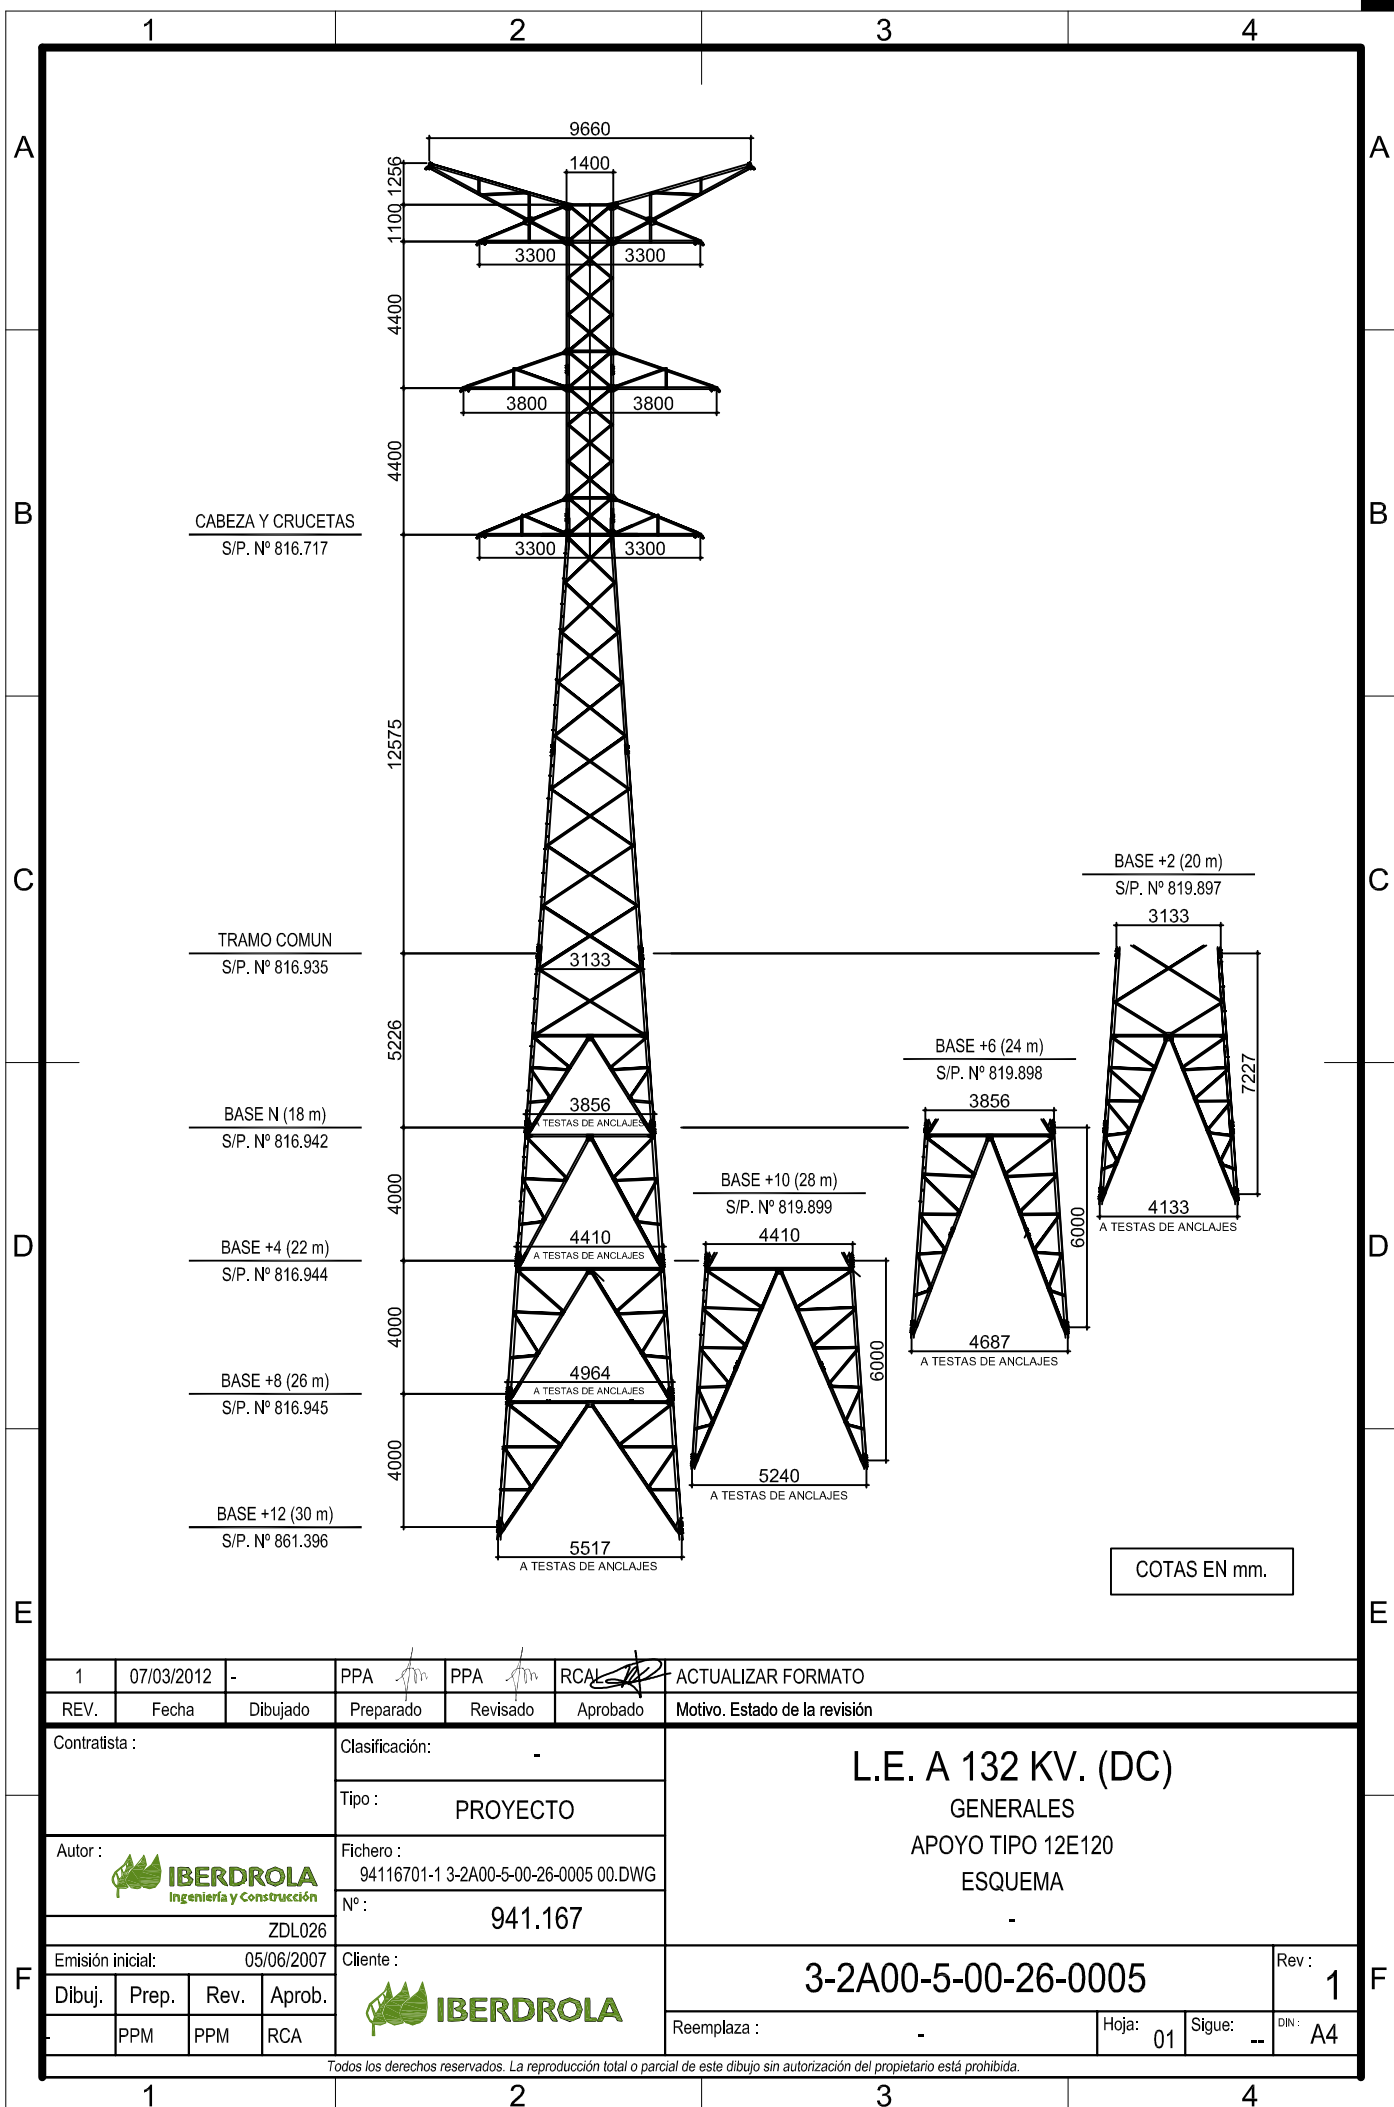 1 2 3 4
A A
9660
1400
1256
1100
3300 3300
4400
3800 3800
4400
B B
CABEZA Y CRUCETAS
S/P. Nº 816.717
3300 3300
12575
BASE +2 (20 m)
S/P. Nº 819.897
C C
3133
TRAMO COMUN
S/P. Nº 816.935
3133
5226
BASE +6 (24 m)
S/P. Nº 819.898
7227
3856
3856
A TESTAS DE ANCLAJES
BASE N (18 m)
S/P. Nº 816.942
4000
BASE +10 (28 m)
S/P. Nº 819.899
4133
A TESTAS DE ANCLAJES
6000
4410
4410
A TESTAS DE ANCLAJES
D D
BASE +4 (22 m)
S/P. Nº 816.944
4000
6000
4687
A TESTAS DE ANCLAJES
4964
A TESTAS DE ANCLAJES
BASE +8 (26 m)
S/P. Nº 816.945
4000
5240
A TESTAS DE ANCLAJES
BASE +12 (30 m)
S/P. Nº 861.396
5517
A TESTAS DE ANCLAJES
COTAS EN mm.
E E
1 07/03/2012 - PPA PPA RCAL ACTUALIZAR FORMATO
REV. Fecha Dibujado Preparado Revisado Aprobado Motivo. Estado de la revisión
Contratista :
Clasificación: -
Tipo : PROYECTO
L.E. A 132 KV. (DC)
GENERALES
APOYO TIPO 12E120
ESQUEMA
-
Autor :
IBERDROLA
Ingeniería y Construcción
ZDL026
Fichero :
94116701-1 3-2A00-5-00-26-0005 00.DWG
Nº : 941.167
Emisión inicial: 05/06/2007
Dibuj. Prep. Rev. Aprob.
- PPM PPM RCA
Cliente :
IBERDROLA
3-2A00-5-00-26-0005
Rev : 1
Reemplaza : -
Hoja: 01 Sigue: -- DIN : A4
F F
Todos los derechos reservados. La reproducción total o parcial de este dibujo sin autorización del propietario está prohibida.
1 2 3 4